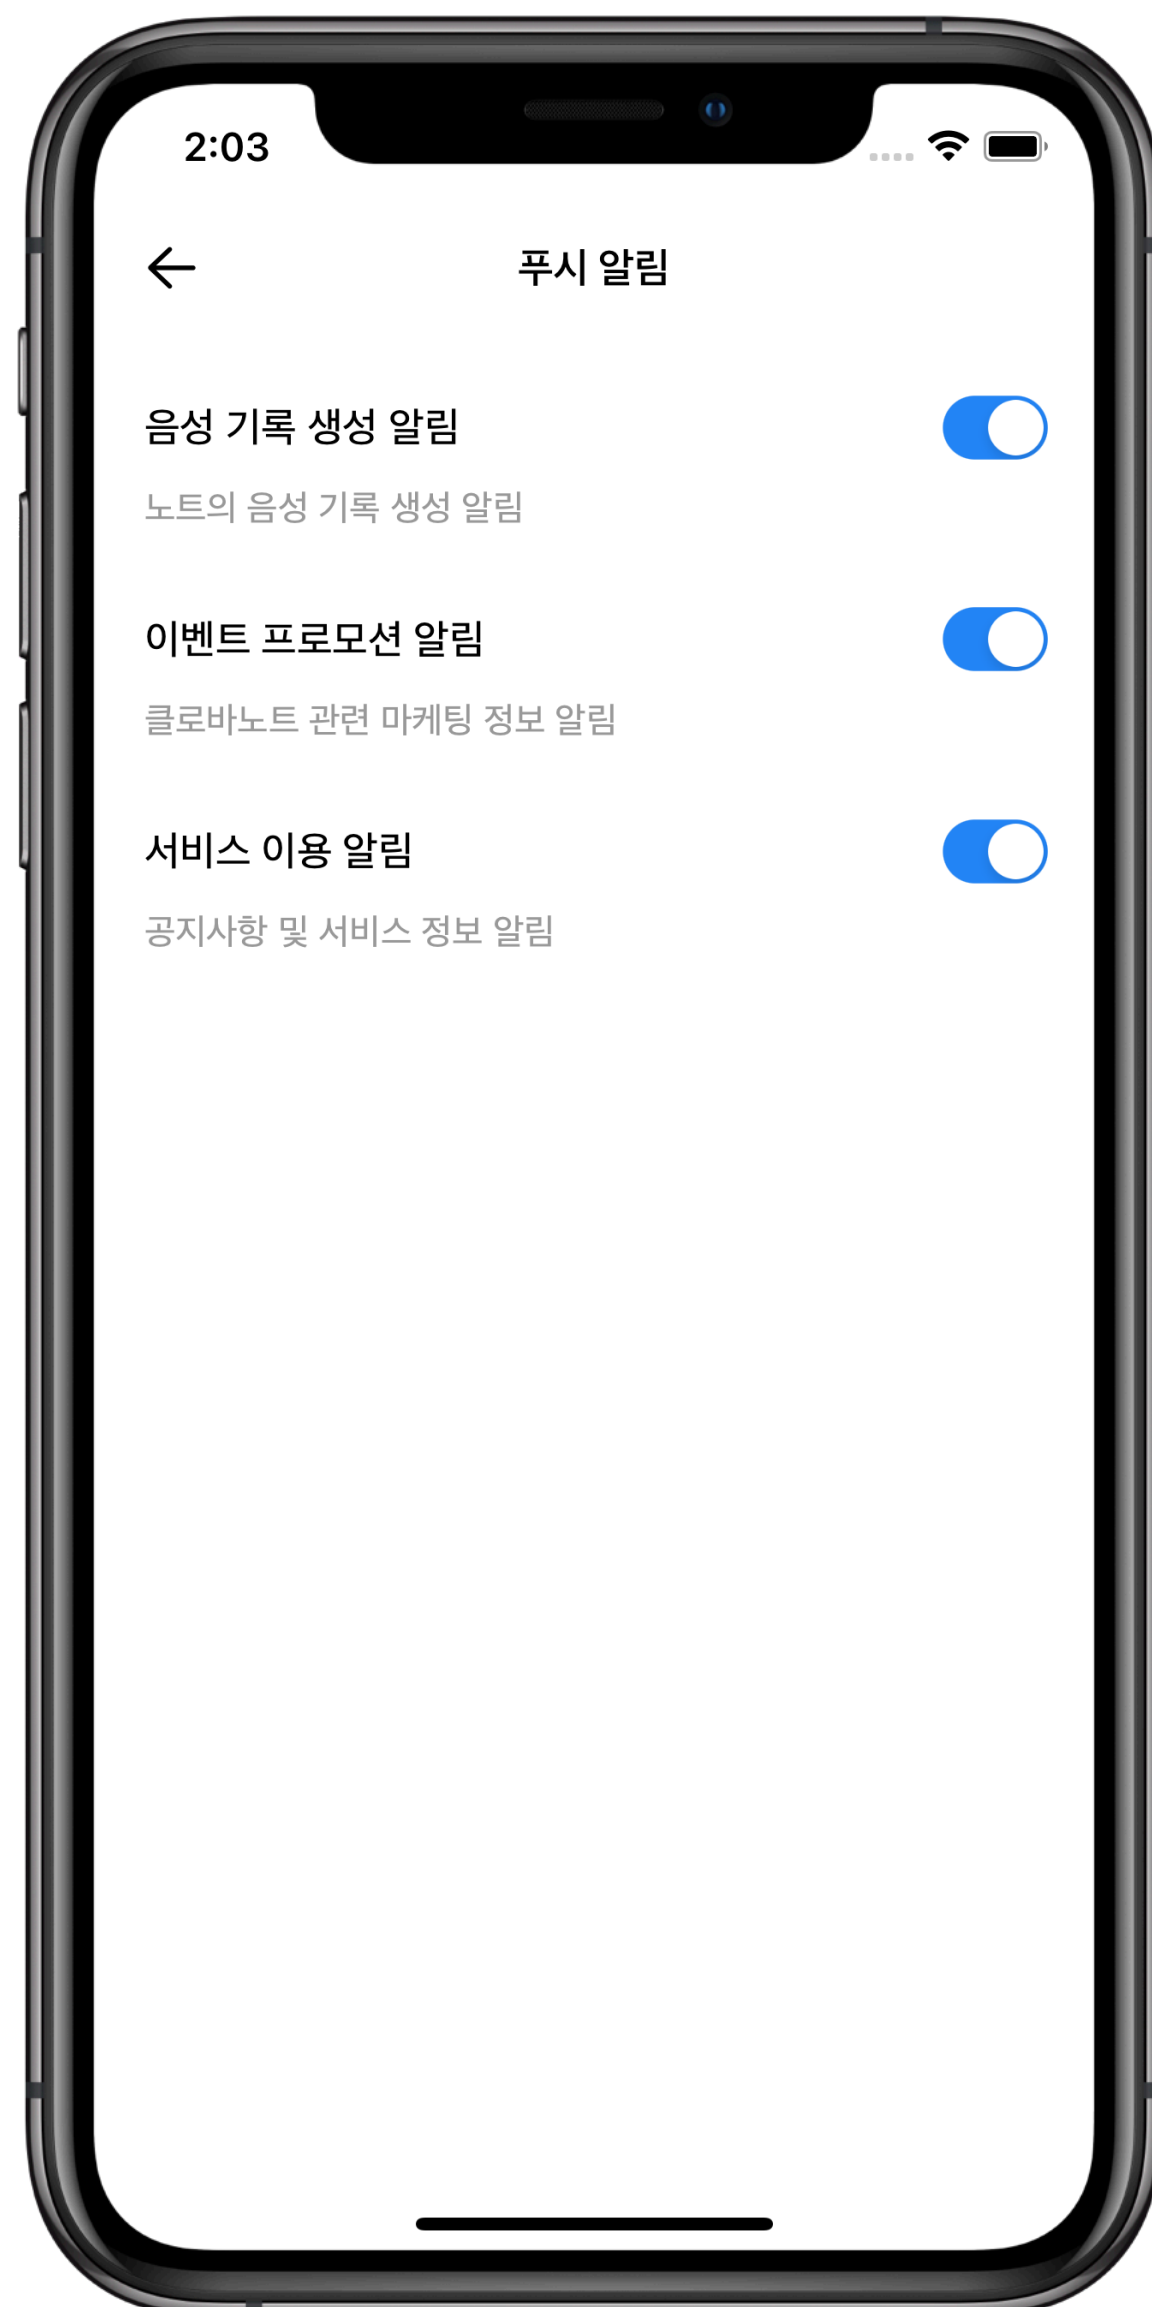 2:03
푸시 알림
음성 기록 생성 알림
노트의 음성 기록 생성 알림
이벤트 프로모션 알림
클로바노트 관련 마케팅 정보 알림
서비스 이용 알림
공지사항 및 서비스 정보 알림